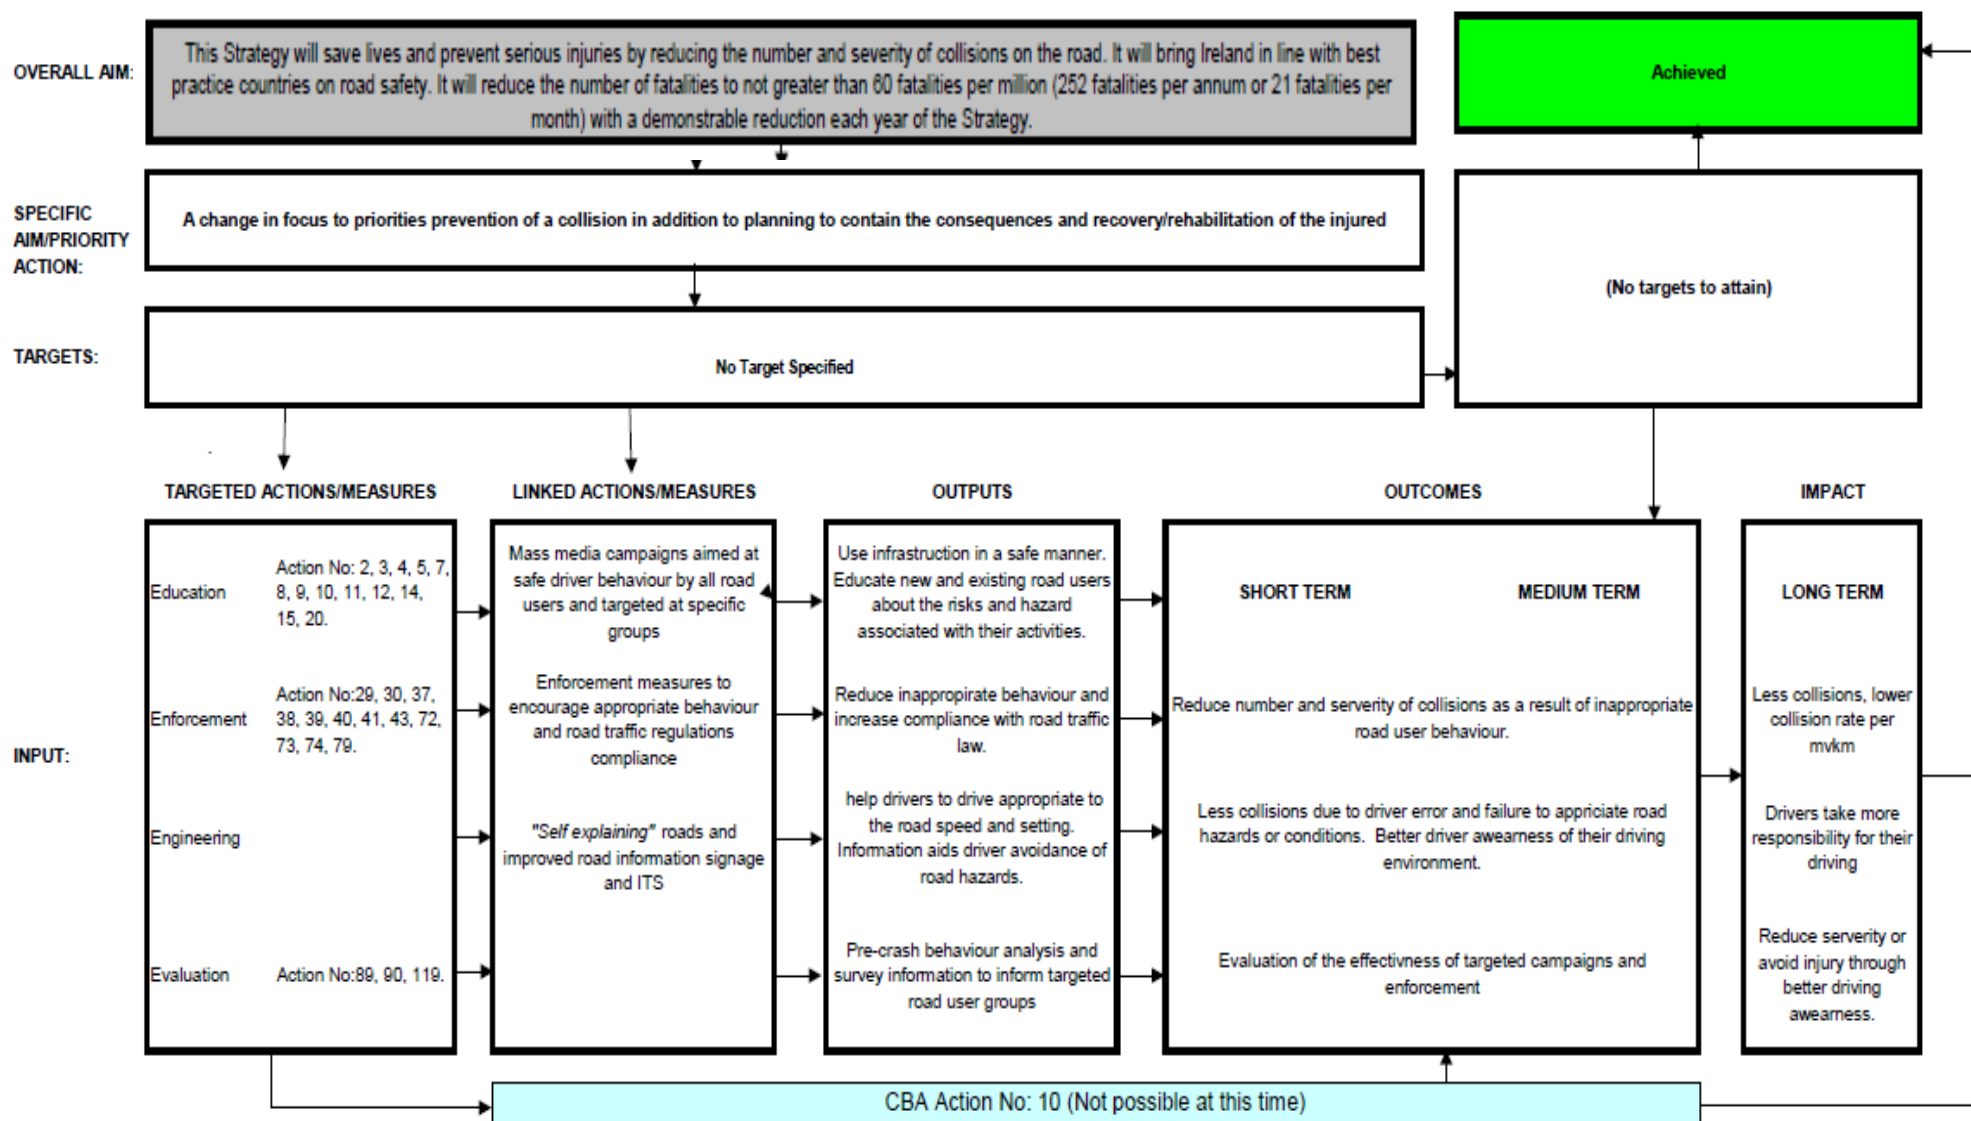 OVERALL AIM:
This Strategy will save lives and prevent serious injuries by reducing the number and severity of collisions on the road. It will bring Ireland in line with best
practice countries on road safety. It will reduce the number of fatalities to not greater than 60 fatalities per million (252 fatalities per annum or 21 fatalities per
month) with a demonstrable reduction each year of the Strategy.
Achieved
SPECIFIC
AIM/PRIORITY
ACTION:
A change in focus to priorities prevention of a collision in addition to planning to contain the consequences and recovery/rehabilitation of the injured
(No targets to attain)
TARGETS:
No Target Specified
TARGETED ACTIONS/MEASURES
LINKED ACTIONS/MEASURES
OUTPUTS
OUTCOMES
IMPACT
INPUT:
Education
Action No: 2, 3, 4, 5, 7,
8, 9, 10, 11, 12, 14,
15, 20.
Enforcement
Action No:29, 30, 37,
38, 39, 40, 41, 43, 72,
73, 74, 79.
Engineering
Evaluation
Action No:89, 90, 119.
Mass media campaigns aimed at
safe driver behaviour by all road
users and targeted at specific
groups
Enforcement measures to
encourage appropriate behaviour
and road traffic regulations
compliance
"Self explaining" roads and
improved road information signage
and ITS
Use infrastruction in a safe manner.
Educate new and existing road users
about the risks and hazard
associated with their activities.
Reduce inappropirate behaviour and
increase compliance with road traffic
law.
help drivers to drive appropriate to
the road speed and setting.
Information aids driver avoidance of
road hazards.
Pre-crash behaviour analysis and
survey information to inform targeted
road user groups
SHORT TERM
MEDIUM TERM
Reduce number and serverity of collisions as a result of inappropriate
road user behaviour.
Less collisions due to driver error and failure to appriciate road
hazards or conditions. Better driver awearness of their driving
environment.
Evaluation of the effectivness of targeted campaigns and
enforcement
LONG TERM
Less collisions, lower
collision rate per
mvkm
Drivers take more
responsibility for their
driving
Reduce serverity or
avoid injury through
better driving
awearness.
CBA Action No: 10 (Not possible at this time)